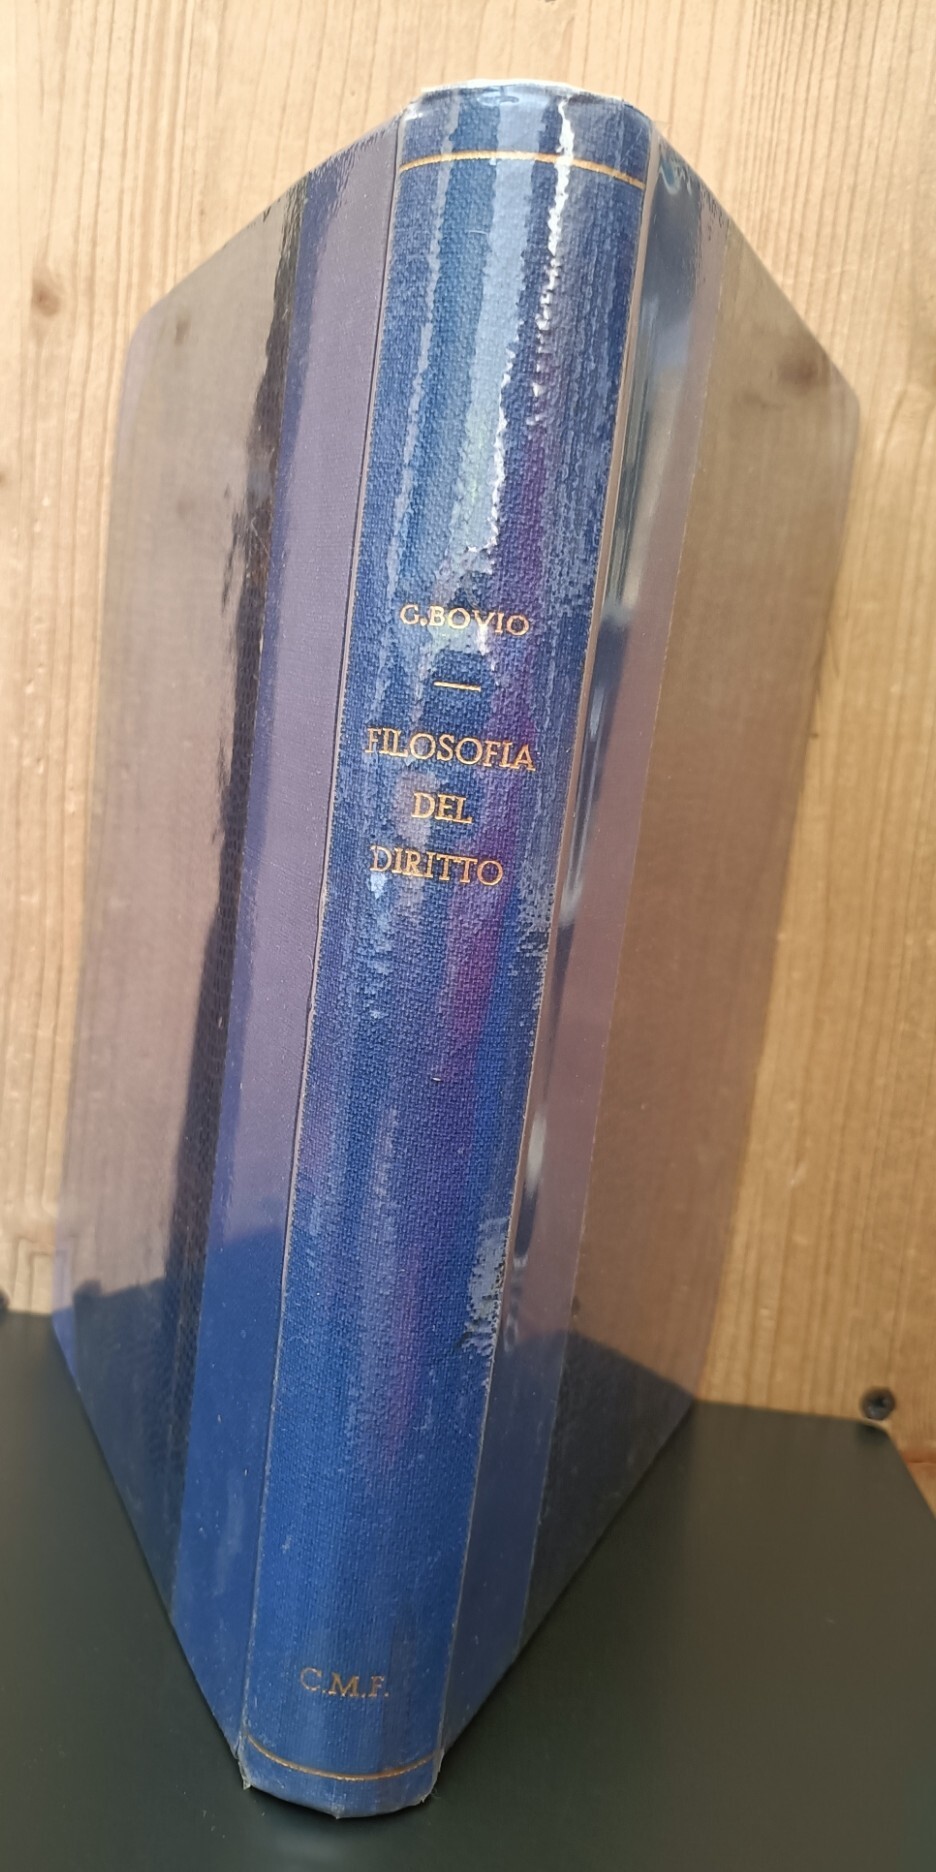 G.BOVIO
FILOSOFIA
DEL
DIRITTO
C.M.F.